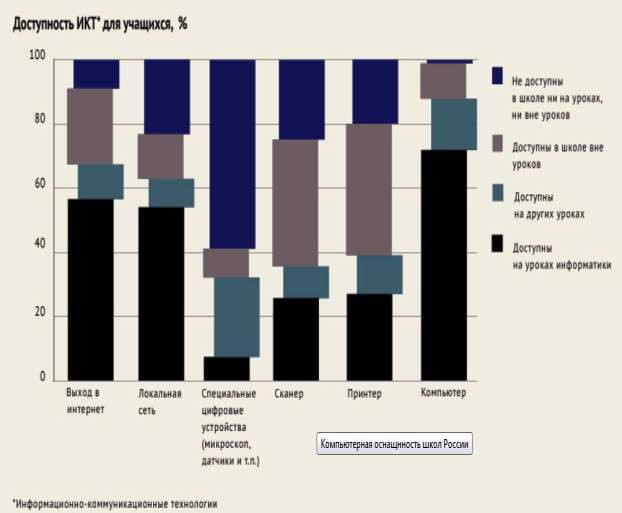 Доступность ИКТ* для учащихся, %
100
80
60
40
20
0
Не доступны
в школе ни на уроках,
ни вне уроков
Доступны в школе вне
уроков
Доступны
на других уроках
Доступны
на уроках информатики
Выход в
интернет
Локальная
сеть
Специальные
цифровые
устройства
(микроскоп,
датчики и т.п.)
Сканер
Принтер
Компьютер
Компьютерная оснащнность школ России
*Информационно-коммуникационные технологии